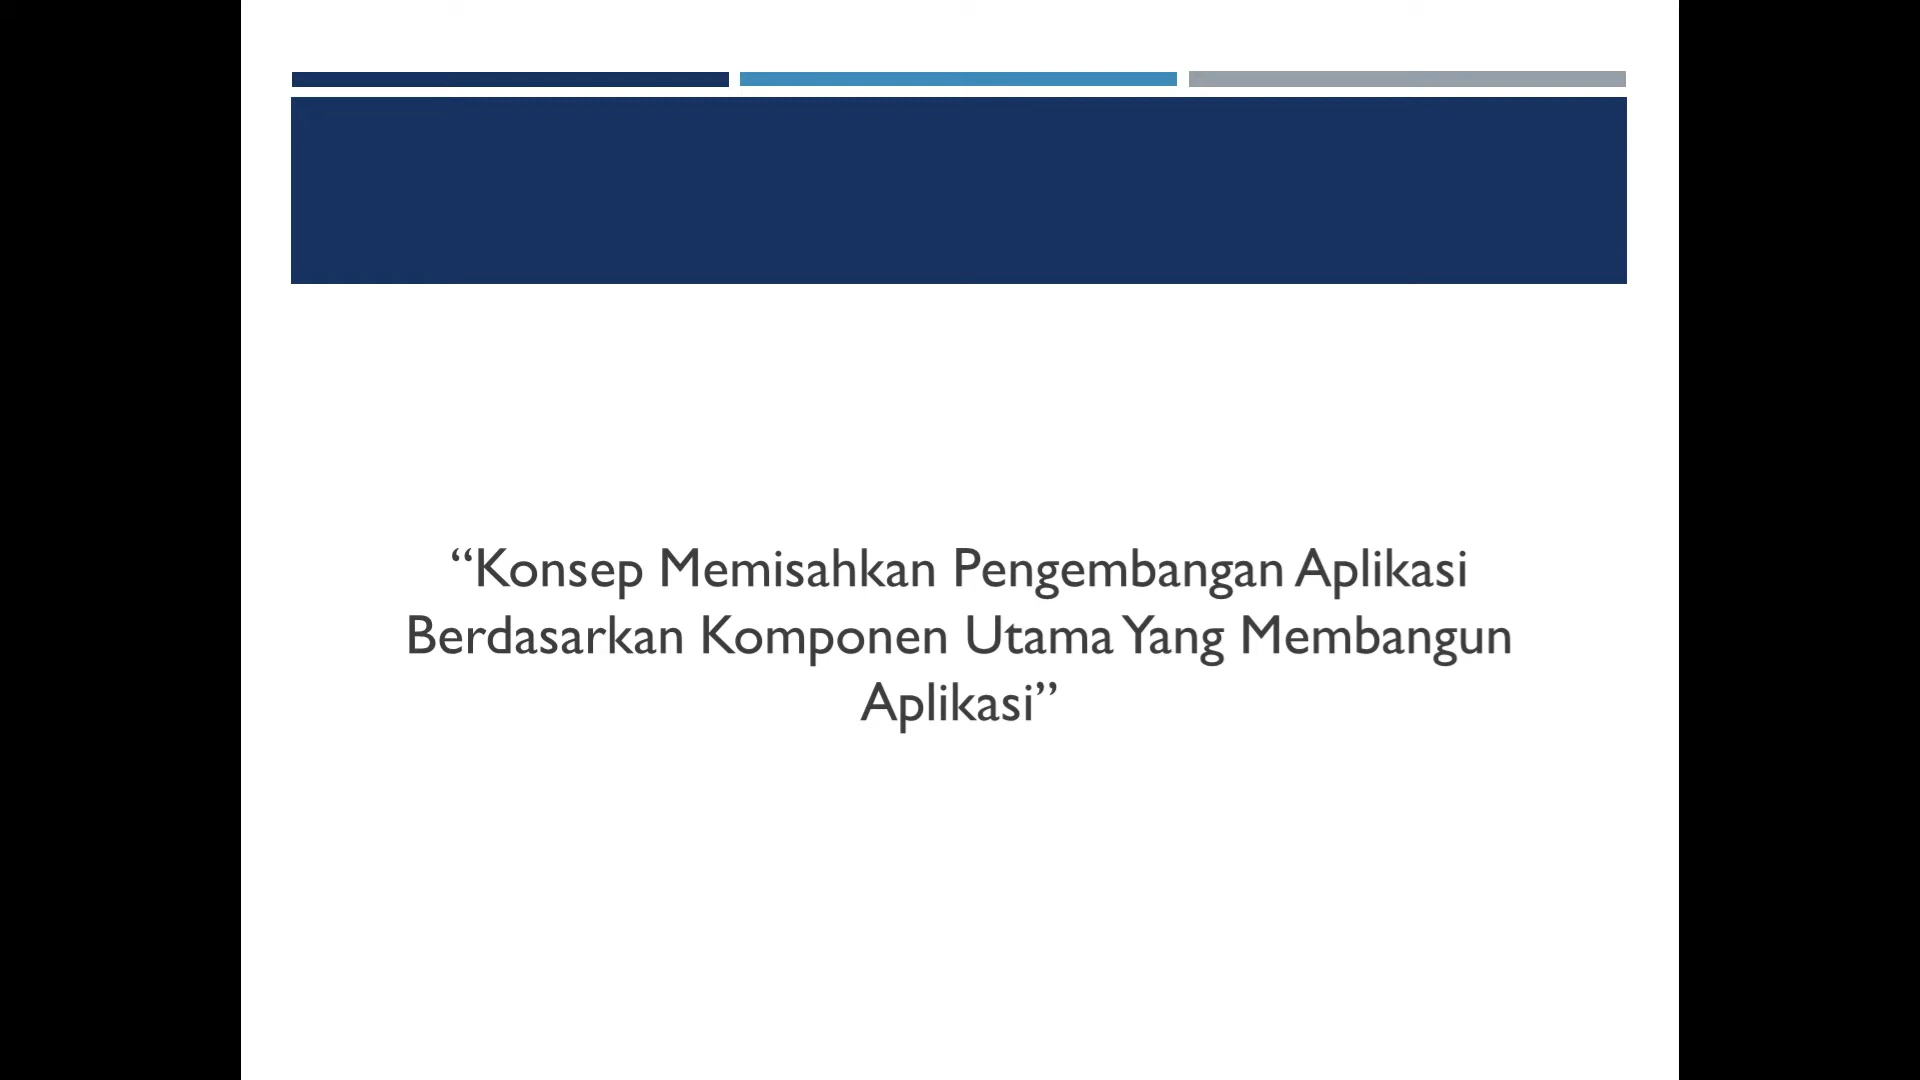 “Konsep Memisahkan Pengembangan Aplikasi
Berdasarkan Komponen Utama Yang Membangun
Aplikasi”